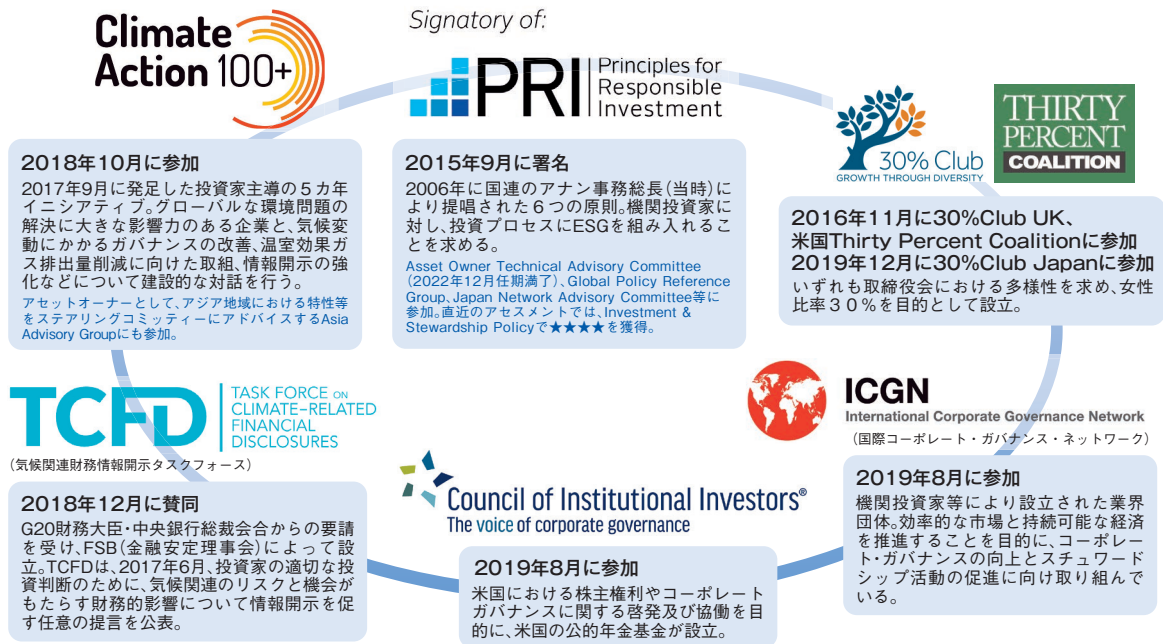 Climate
Action 100+
2018年10月に参加
2017年9月に発足した投資家主導の5カ年
イニシアティブ。グローバルな環境問題の
解決に大きな影響力のある企業と、気候変
動にかかるガバナンスの改善、温室効果ガ
ス排出量削減に向けた取組、情報開示の強
化などについて建設的な対話を行う。
アセットオーナーとして、アジア地域における特性等
をステアリングコミッティーにアドバイスするAsia
Advisory Groupにも参加。
Signatory of:
PRI
Principles for
Responsible
Investment
2015年9月に署名
2006年に国連のアナン事務総長(当時)に
より提唱された6つの原則。機関投資家に
対し、投資プロセスにESGを組み入れるこ
とを求める。
Asset Owner Technical Advisory Committee
(2022年12月任期満了)、Global Policy Reference
Group、Japan Network Advisory Committee等に
参加。直近のアセスメントでは、Investment &
Stewardship Policyで★★★★を獲得。
30% Club
GROWTH THROUGH DIVERSITY
THIRTY
PERCENT
COALITION
2016年11月に30%Club UK、
米国Thirty Percent Coalitionに参加
2019年12月に30%Club Japanに参加
いずれも取締役会における多様性を求め、女性
比率30%を目的として設立。
TCFD
TASK FORCE ON
CLIMATE-RELATED
FINANCIAL
DISCLOSURES
(気候関連財務情報開示タスクフォース)
2018年12月に賛同
G20財務大臣・中央銀行総裁会合からの要請
を受け、FSB(金融安定理事会)によって設
立。TCFDは、2017年6月、投資家の適切な投
資判断のために、気候関連のリスクと機会が
もたらす財務的影響について情報開示を促
す任意の提言を公表。
Council of Institutional Investors®
The voice of corporate governance
2019年8月に参加
米国における株主権利やコーポレート
ガバナンスに関する啓発及び協働を目
的に、米国の公的年金基金が設立。
ICGN
International Corporate Governance Network
(国際コーポレート・ガバナンス・ネットワーク)
2019年8月に参加
機関投資家等により設立された業界
団体。効率的な市場と持続可能な経済
を推進することを目的に、コーポレー
ト・ガバナンスの向上とスチュワード
シップ活動の促進に向け取り組んで
いる。